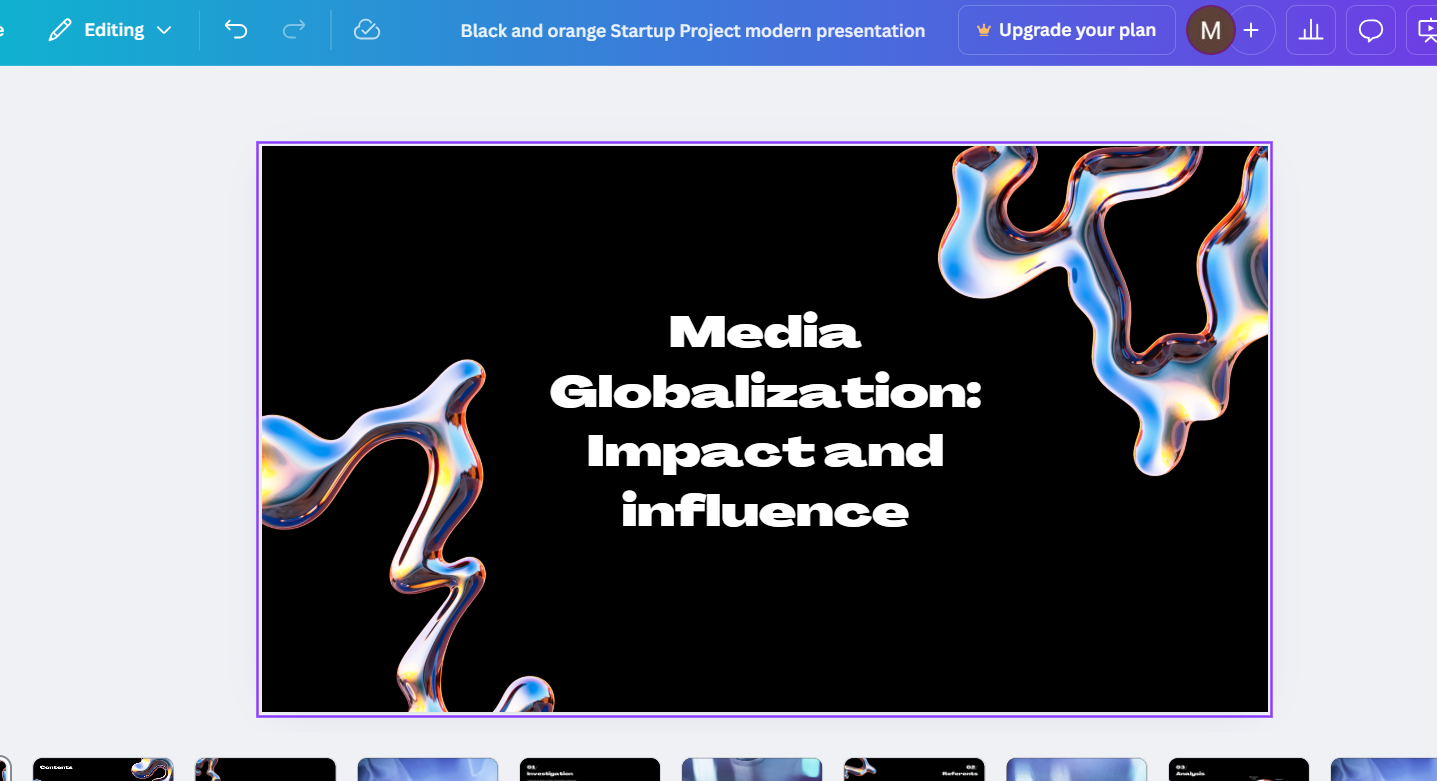 e
Editing
Black and orange Startup Project modern presentation
Upgrade your plan
M
Media
Globalization:
Impact and
influence
Contents
01
Investigation
02
Referents
03
Analysis